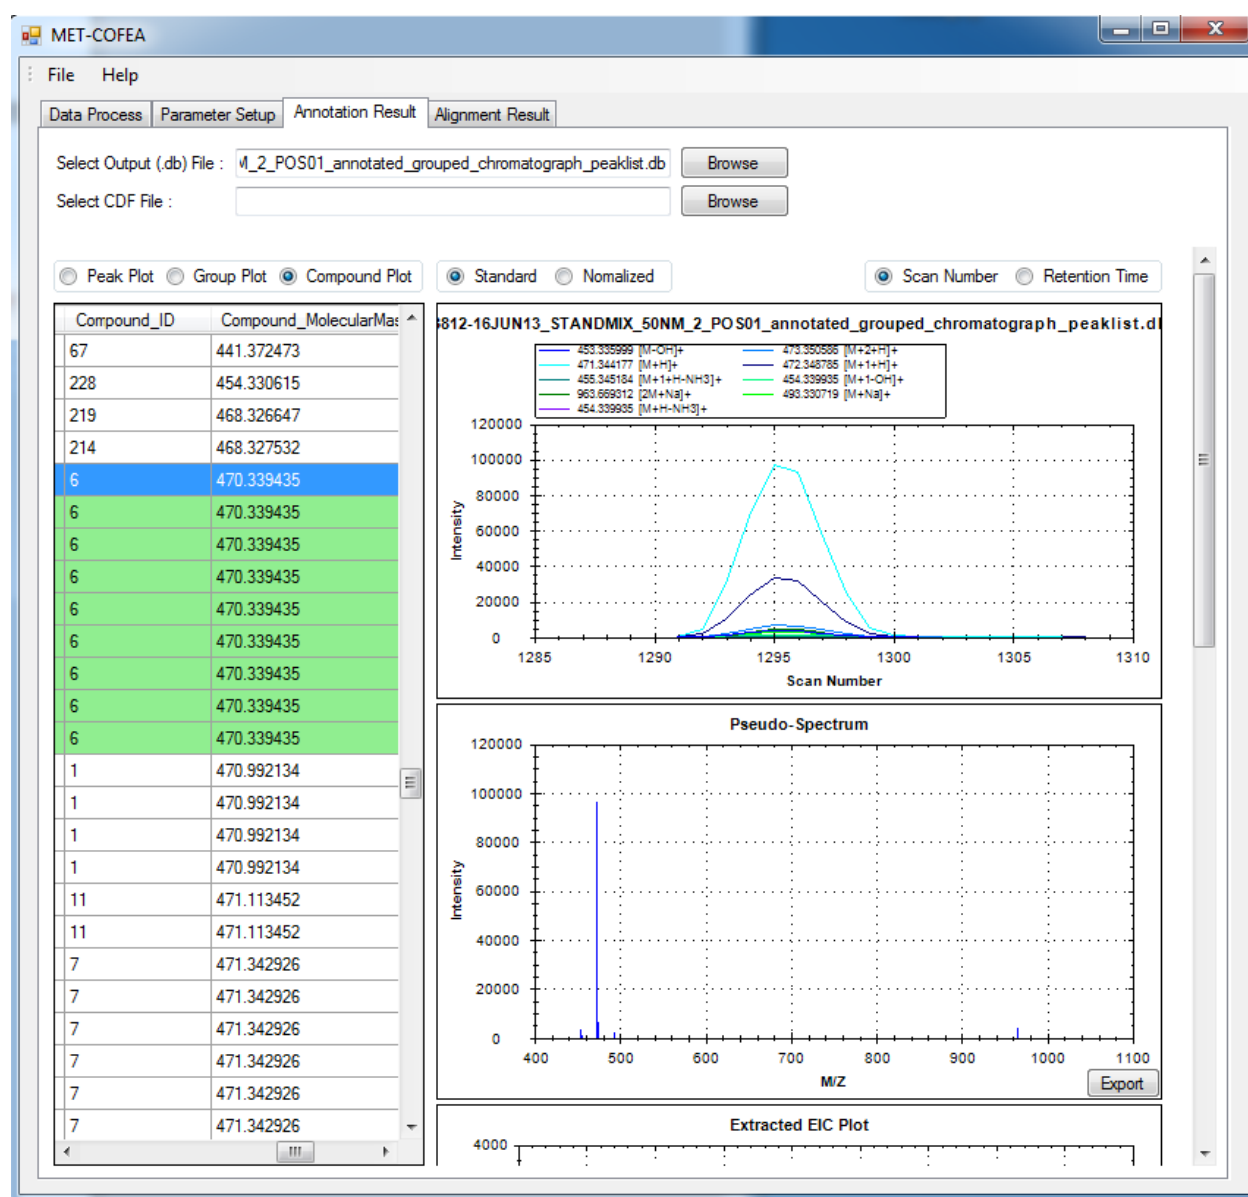 MET-COFEA
File Help
Data Process Parameter Setup Annotation Result Alignment Result
Select Output (.db) File : _2_POS01_annotated_grouped_chromatograph_peaklist.db Browse
Select CDF File : Browse
Peak Plot Group Plot Compound Plot Standard Nomalized Scan Number Retention Time
Compound_ID Compound_MolecularMas
67 441.372473
228 454.330615
219 468.326647
214 468.327532
6 470.339435
6 470.339435
6 470.339435
6 470.339435
6 470.339435
6 470.339435
6 470.339435
6 470.339435
6 470.339435
1 470.992134
1 470.992134
1 470.992134
1 470.992134
11 471.113452
11 471.113452
7 471.342926
7 471.342926
7 471.342926
7 471.342926
7 471.342926
7 471.342926
812-16JUN13_STANDMIX_50NM_2_POS01_annotated_grouped_chromatograph_peaklist.d
453.335999 [M-OH]+ 473.350586 [M+2+H]+
471.344177 [M+H]+ 472.348785 [M+1+H]+
455.345184 [M+1+H-NH3]+ 454.339935 [M+1-OH]+
963.669312 [2M+Na]+ 493.330719 [M+Na]+
454.339935 [M+H-NH3]+
120000
100000
80000
60000
40000
20000
0
Intensity
1285 1290 1295 1300 1305 1310
Scan Number
Pseudo-Spectrum
120000
100000
80000
60000
40000
20000
0
Intensity
400 500 600 700 800 900 1000 1100
M/Z
Export
Extracted EIC Plot
4000